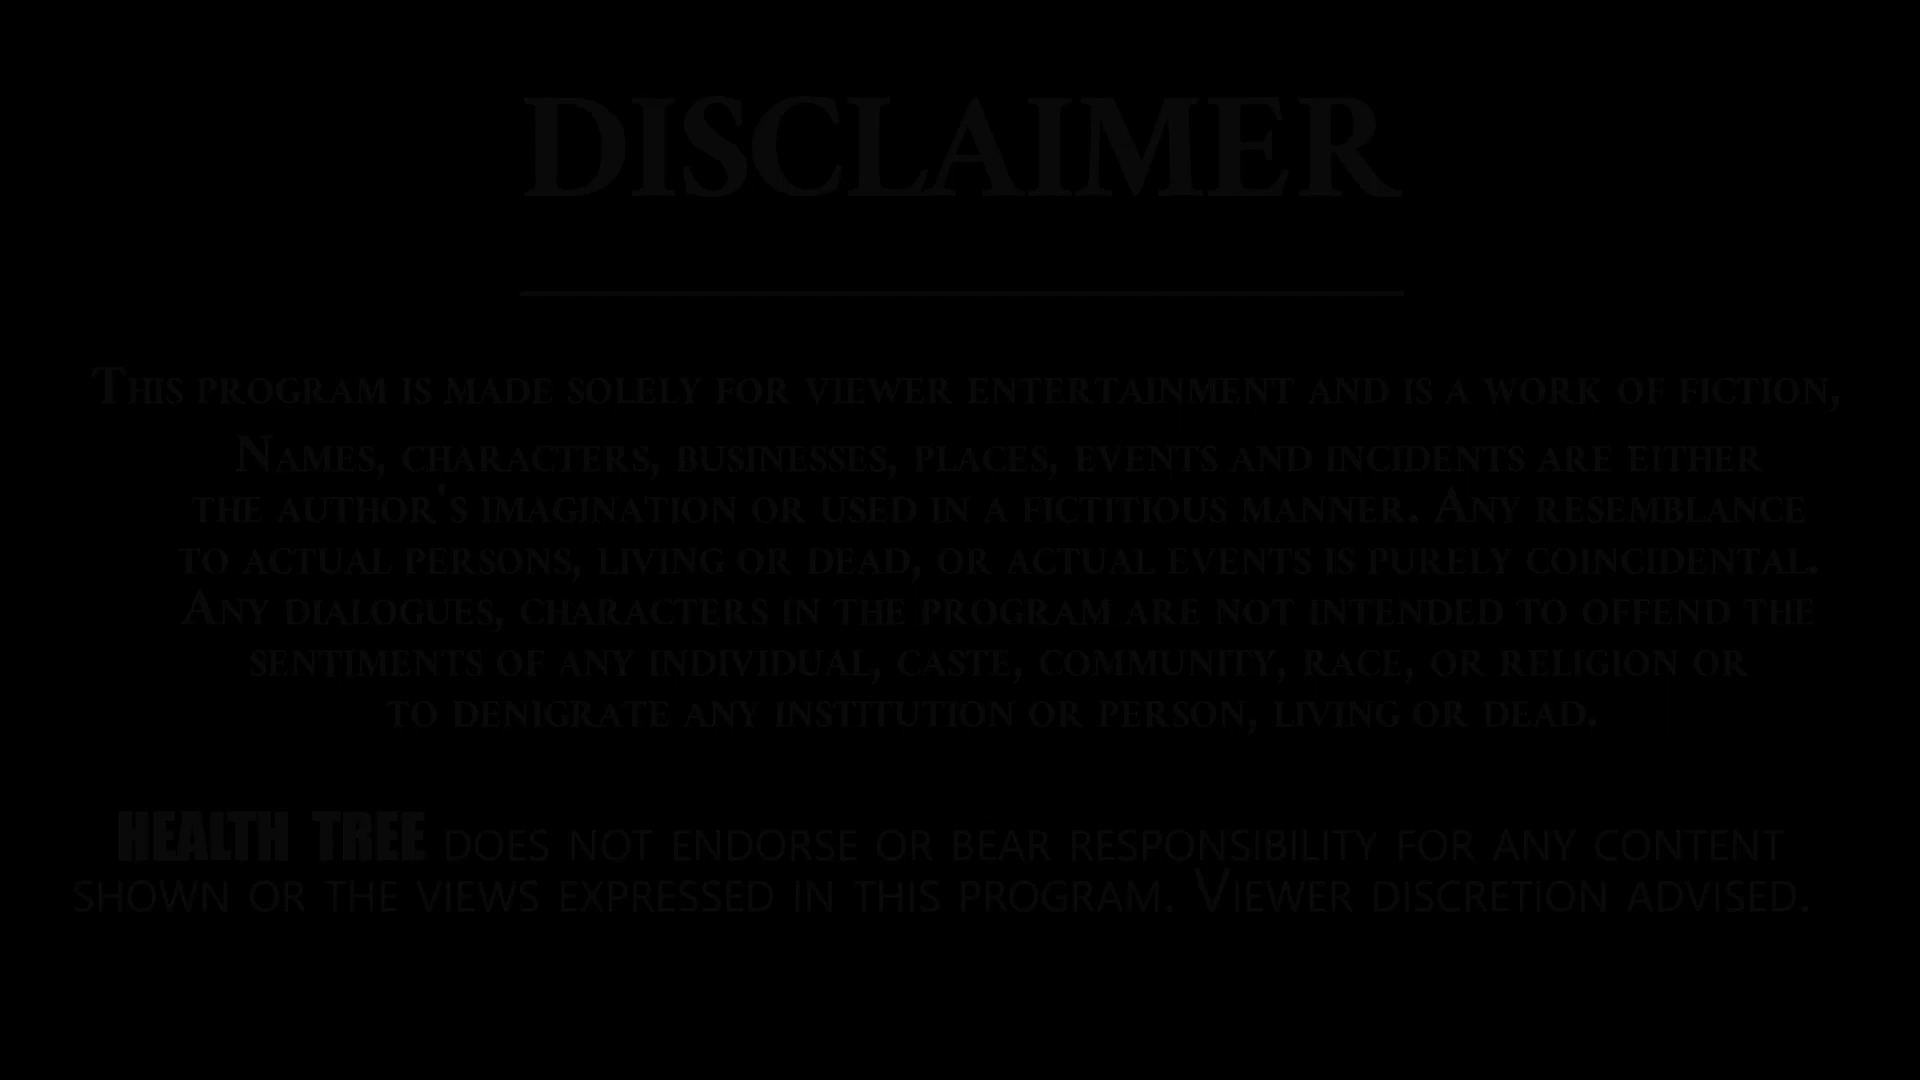 DISCLAIMER
This program is made solely for viewer entertainment and is a work of fiction,
Names, characters, businesses, places, events and incidents are either
the author's imagination or used in a fictitious manner. Any resemblance
to actual persons, living or dead, or actual events is purely coincidental.
Any dialogues, characters in the program are not intended to offend the
sentiments of any individual, caste, community, race, or religion or
to denigrate any institution or person, living or dead.
HEALTH TREE does not endorse or bear responsibility for any content
shown or the views expressed in this program. Viewer discretion advised.